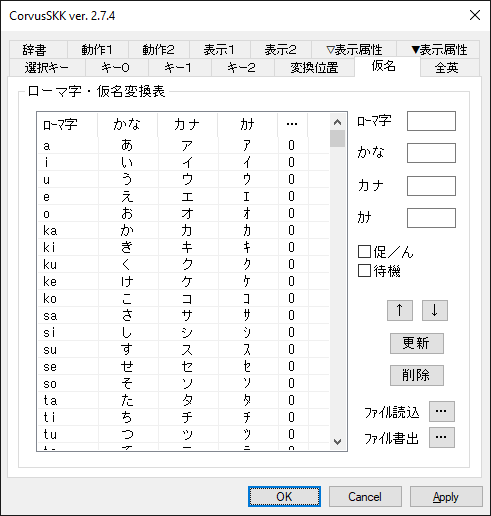 CorvusSKK ver. 2.7.4
辞書 動作1 動作2 表示1 表示2 ▽表示属性 ▼表示属性
選択キー キー0 キー1 キー2 変換位置 仮名 全英
ローマ字・仮名変換表
ﾛｰﾏ字 かな カナ ｶﾅ …
a あ ア ｱ 0
i い イ ｲ 0
u う ウ ｳ 0
e え エ ｴ 0
o お オ ｵ 0
ka か カ ｶ 0
ki き キ ｷ 0
ku く ク ｸ 0
ke け ケ ｹ 0
ko こ コ ｺ 0
sa さ サ ｻ 0
si し シ ｼ 0
su す ス ｽ 0
se せ セ ｾ 0
so そ ソ ｿ 0
ta た タ ﾀ 0
ti ち チ ﾁ 0
tu つ ツ ﾂ 0
ﾛｰﾏ字
かな
カナ
ｶﾅ
促／ん
待機
↑ ↓
更新
削除
ﾌｧｲﾙ読込 …
ﾌｧｲﾙ書出 …
OK Cancel Apply